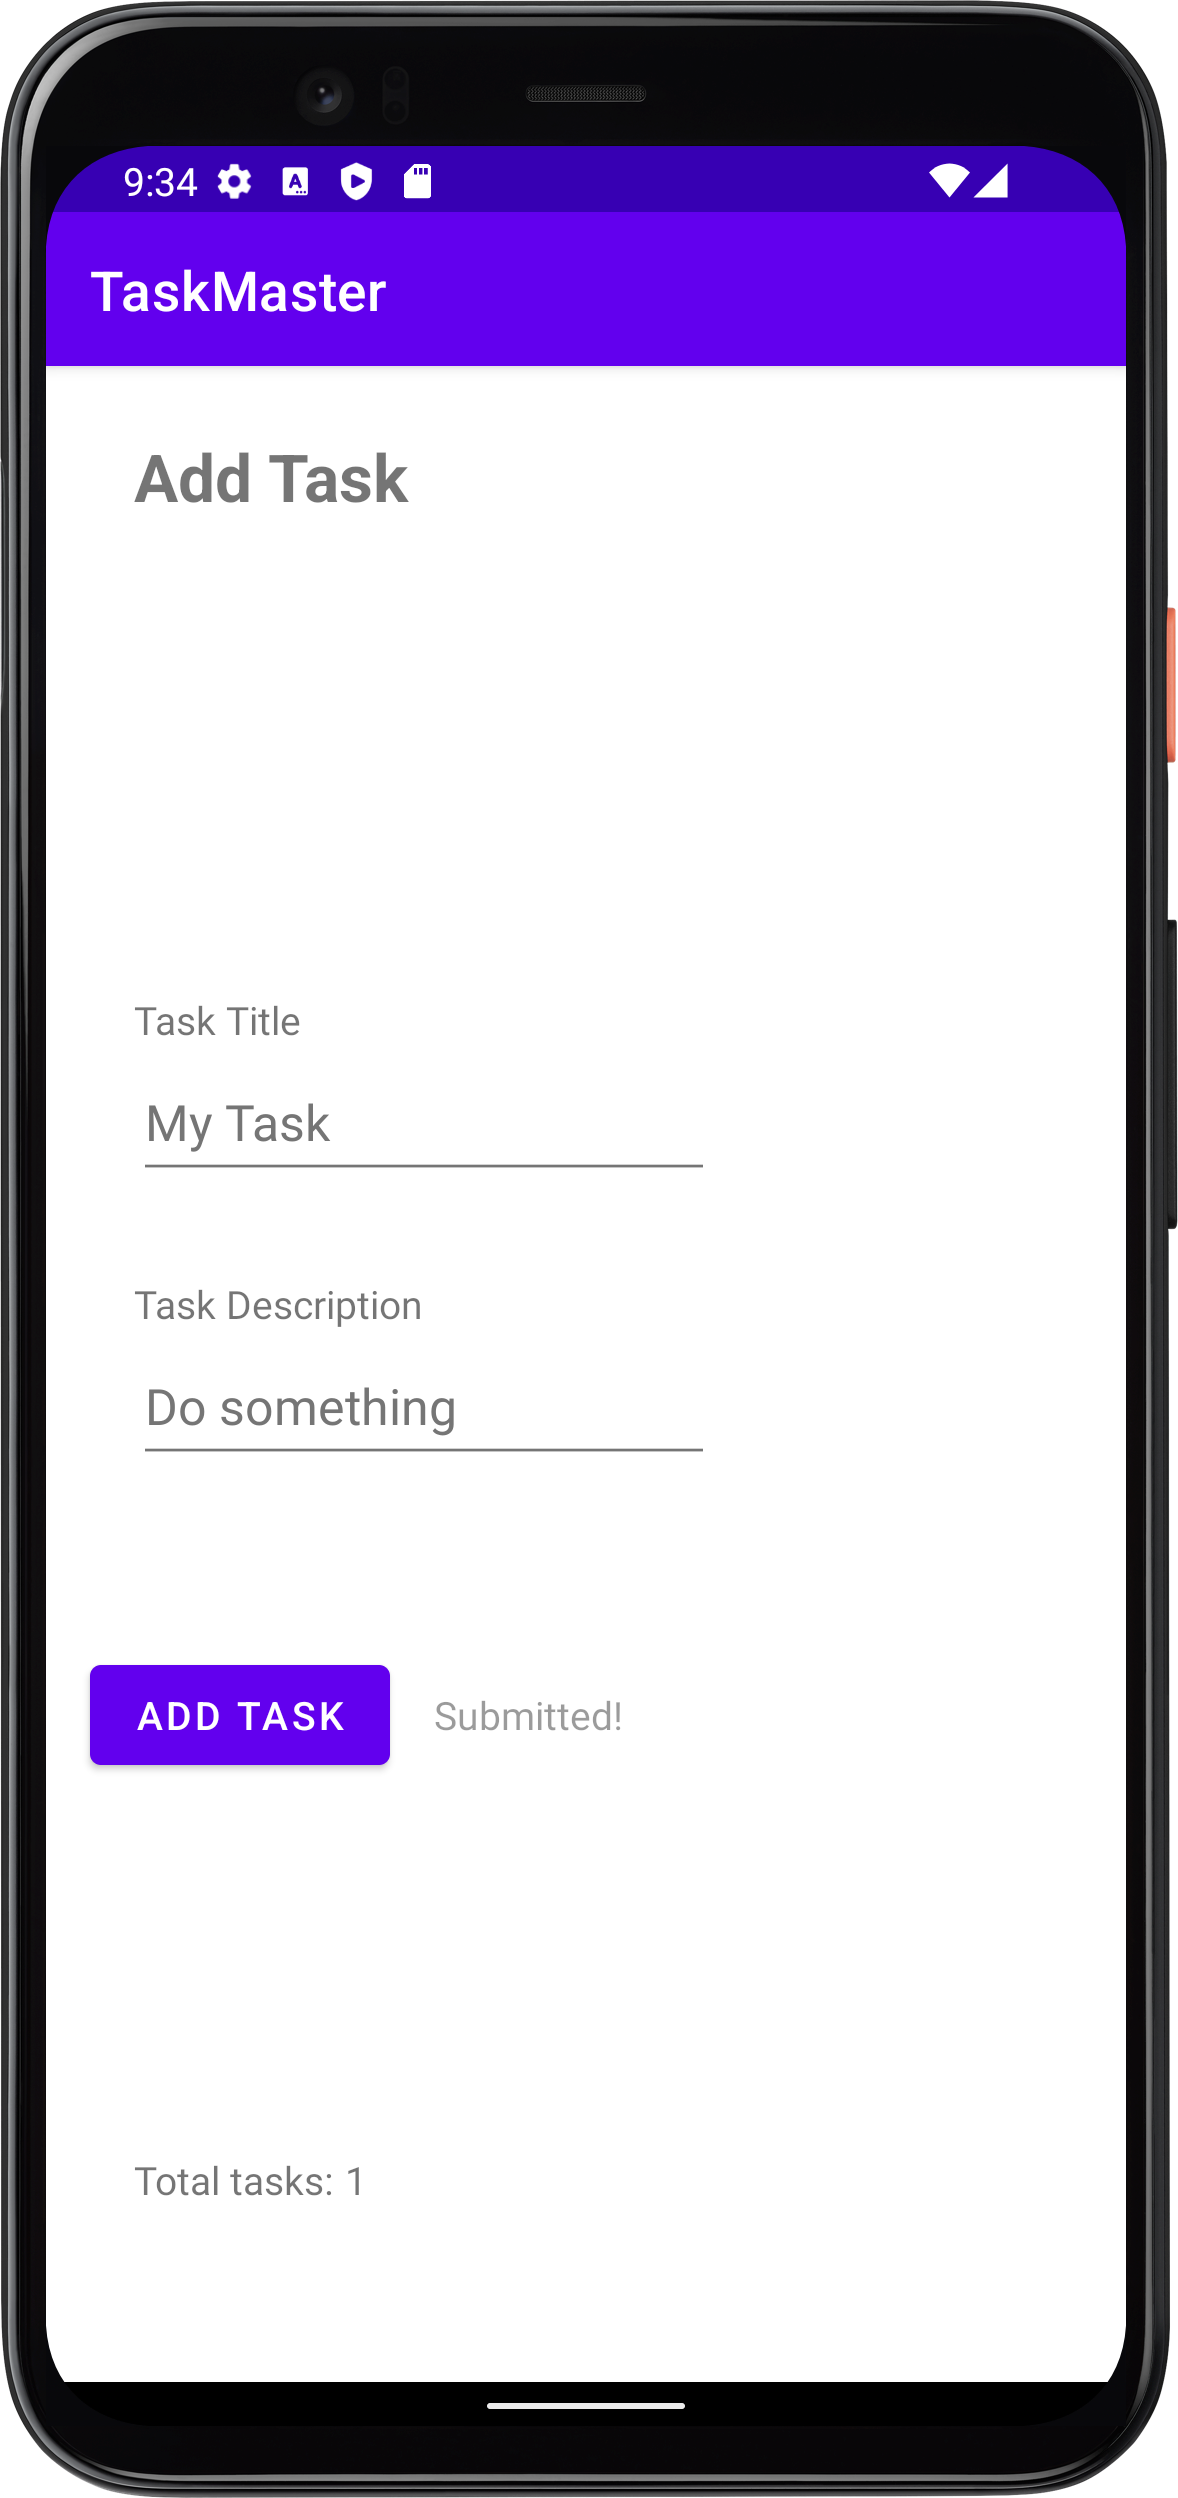 9:34
TaskMaster
Add Task
Task Title
My Task
Task Description
Do something
ADD TASK
Submitted!
Total tasks: 1